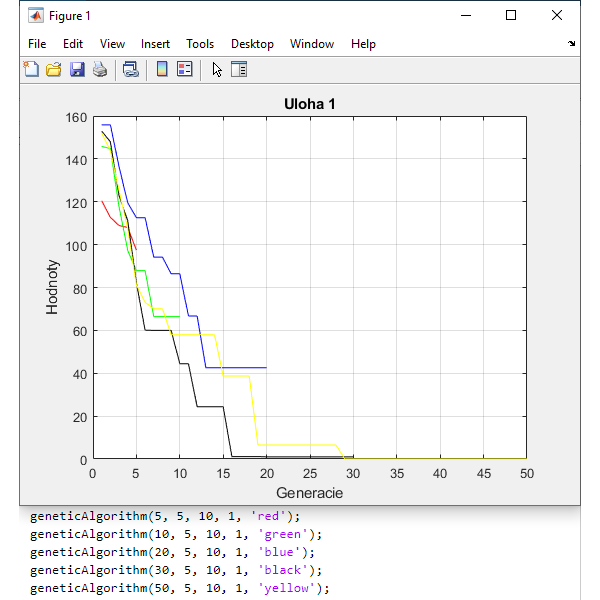 Figure 1
File Edit View Insert Tools Desktop Window Help
Uloha 1
160
140
120
100
80
60
40
20
0
Hodnoty
0 5 10 15 20 25 30 35 40 45 50
Generacie
geneticAlgorithm(5, 5, 10, 1, 'red');
geneticAlgorithm(10, 5, 10, 1, 'green');
geneticAlgorithm(20, 5, 10, 1, 'blue');
geneticAlgorithm(30, 5, 10, 1, 'black');
geneticAlgorithm(50, 5, 10, 1, 'yellow');